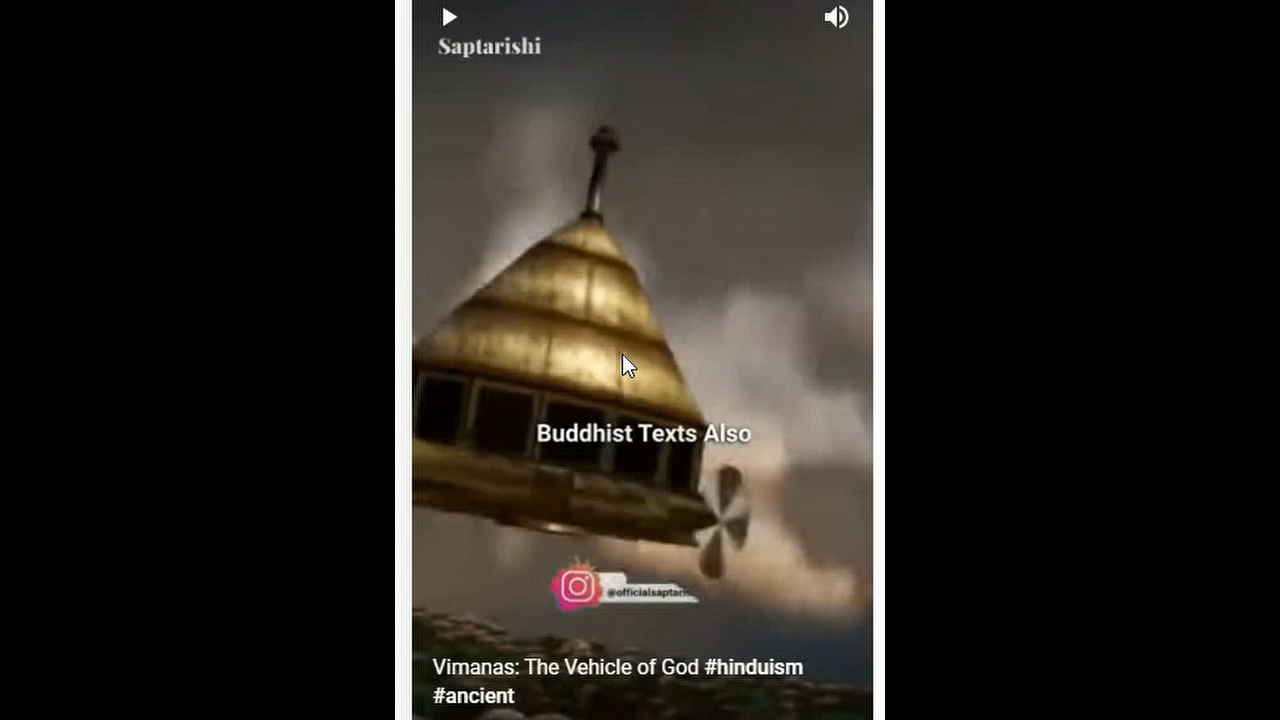 Saptarishi
Buddhist Texts Also
Vimanas: The Vehicle of God #hinduism
#ancient